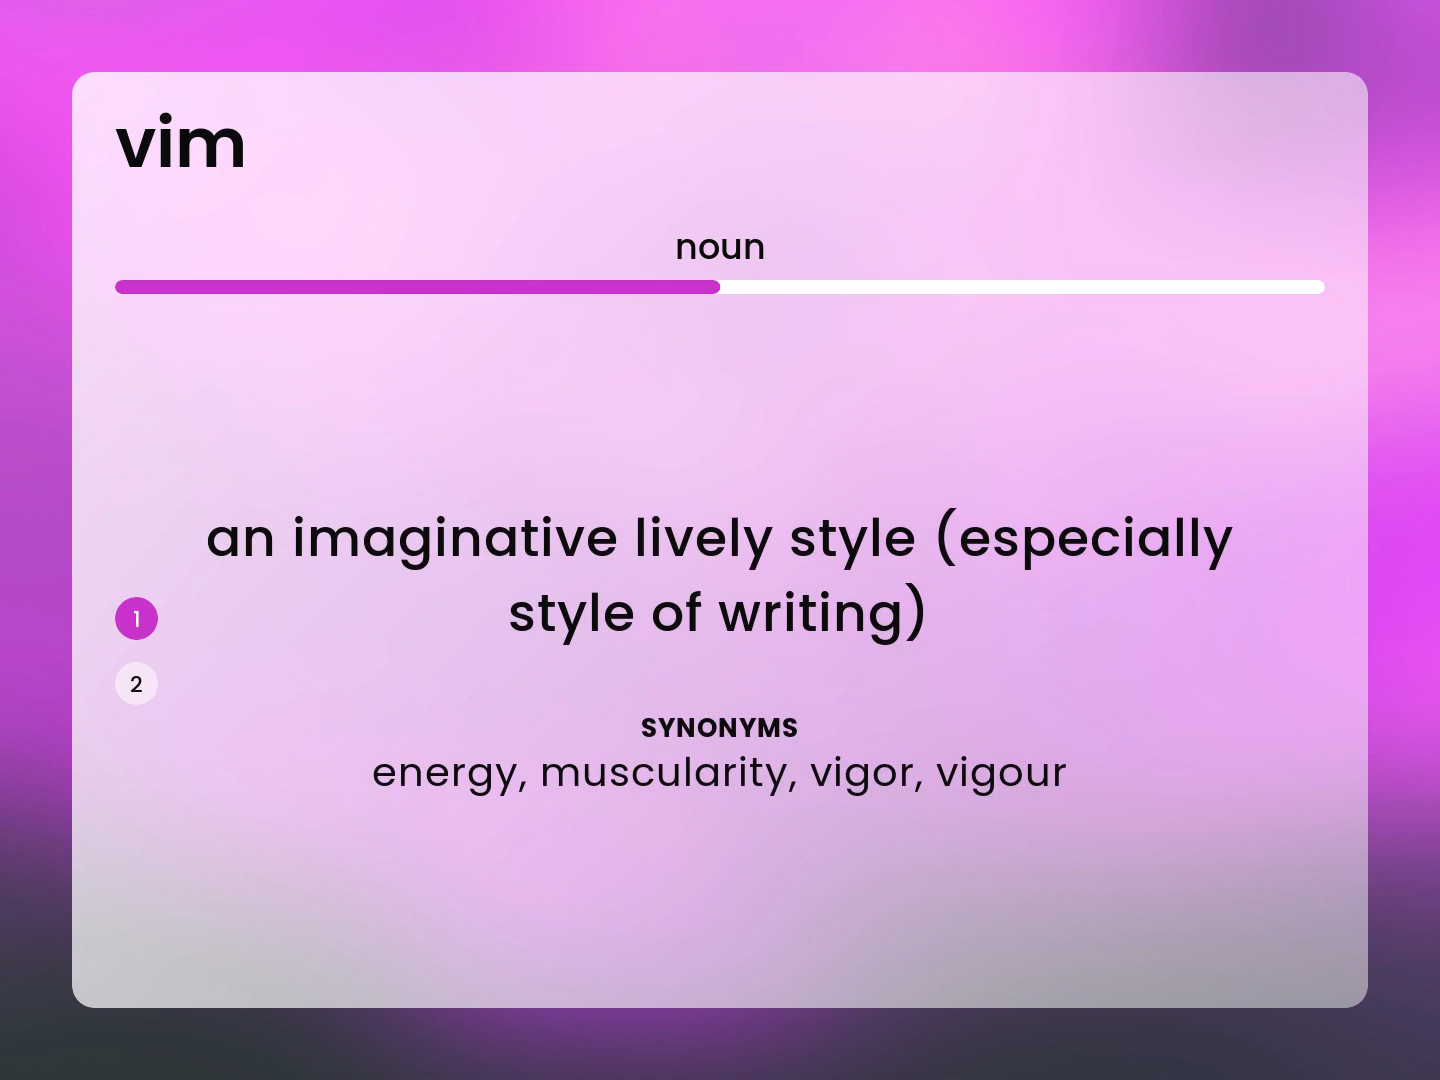 vim
noun
an imaginative lively style (especially
style of writing)
1
2
SYNONYMS
energy, muscularity, vigor, vigour